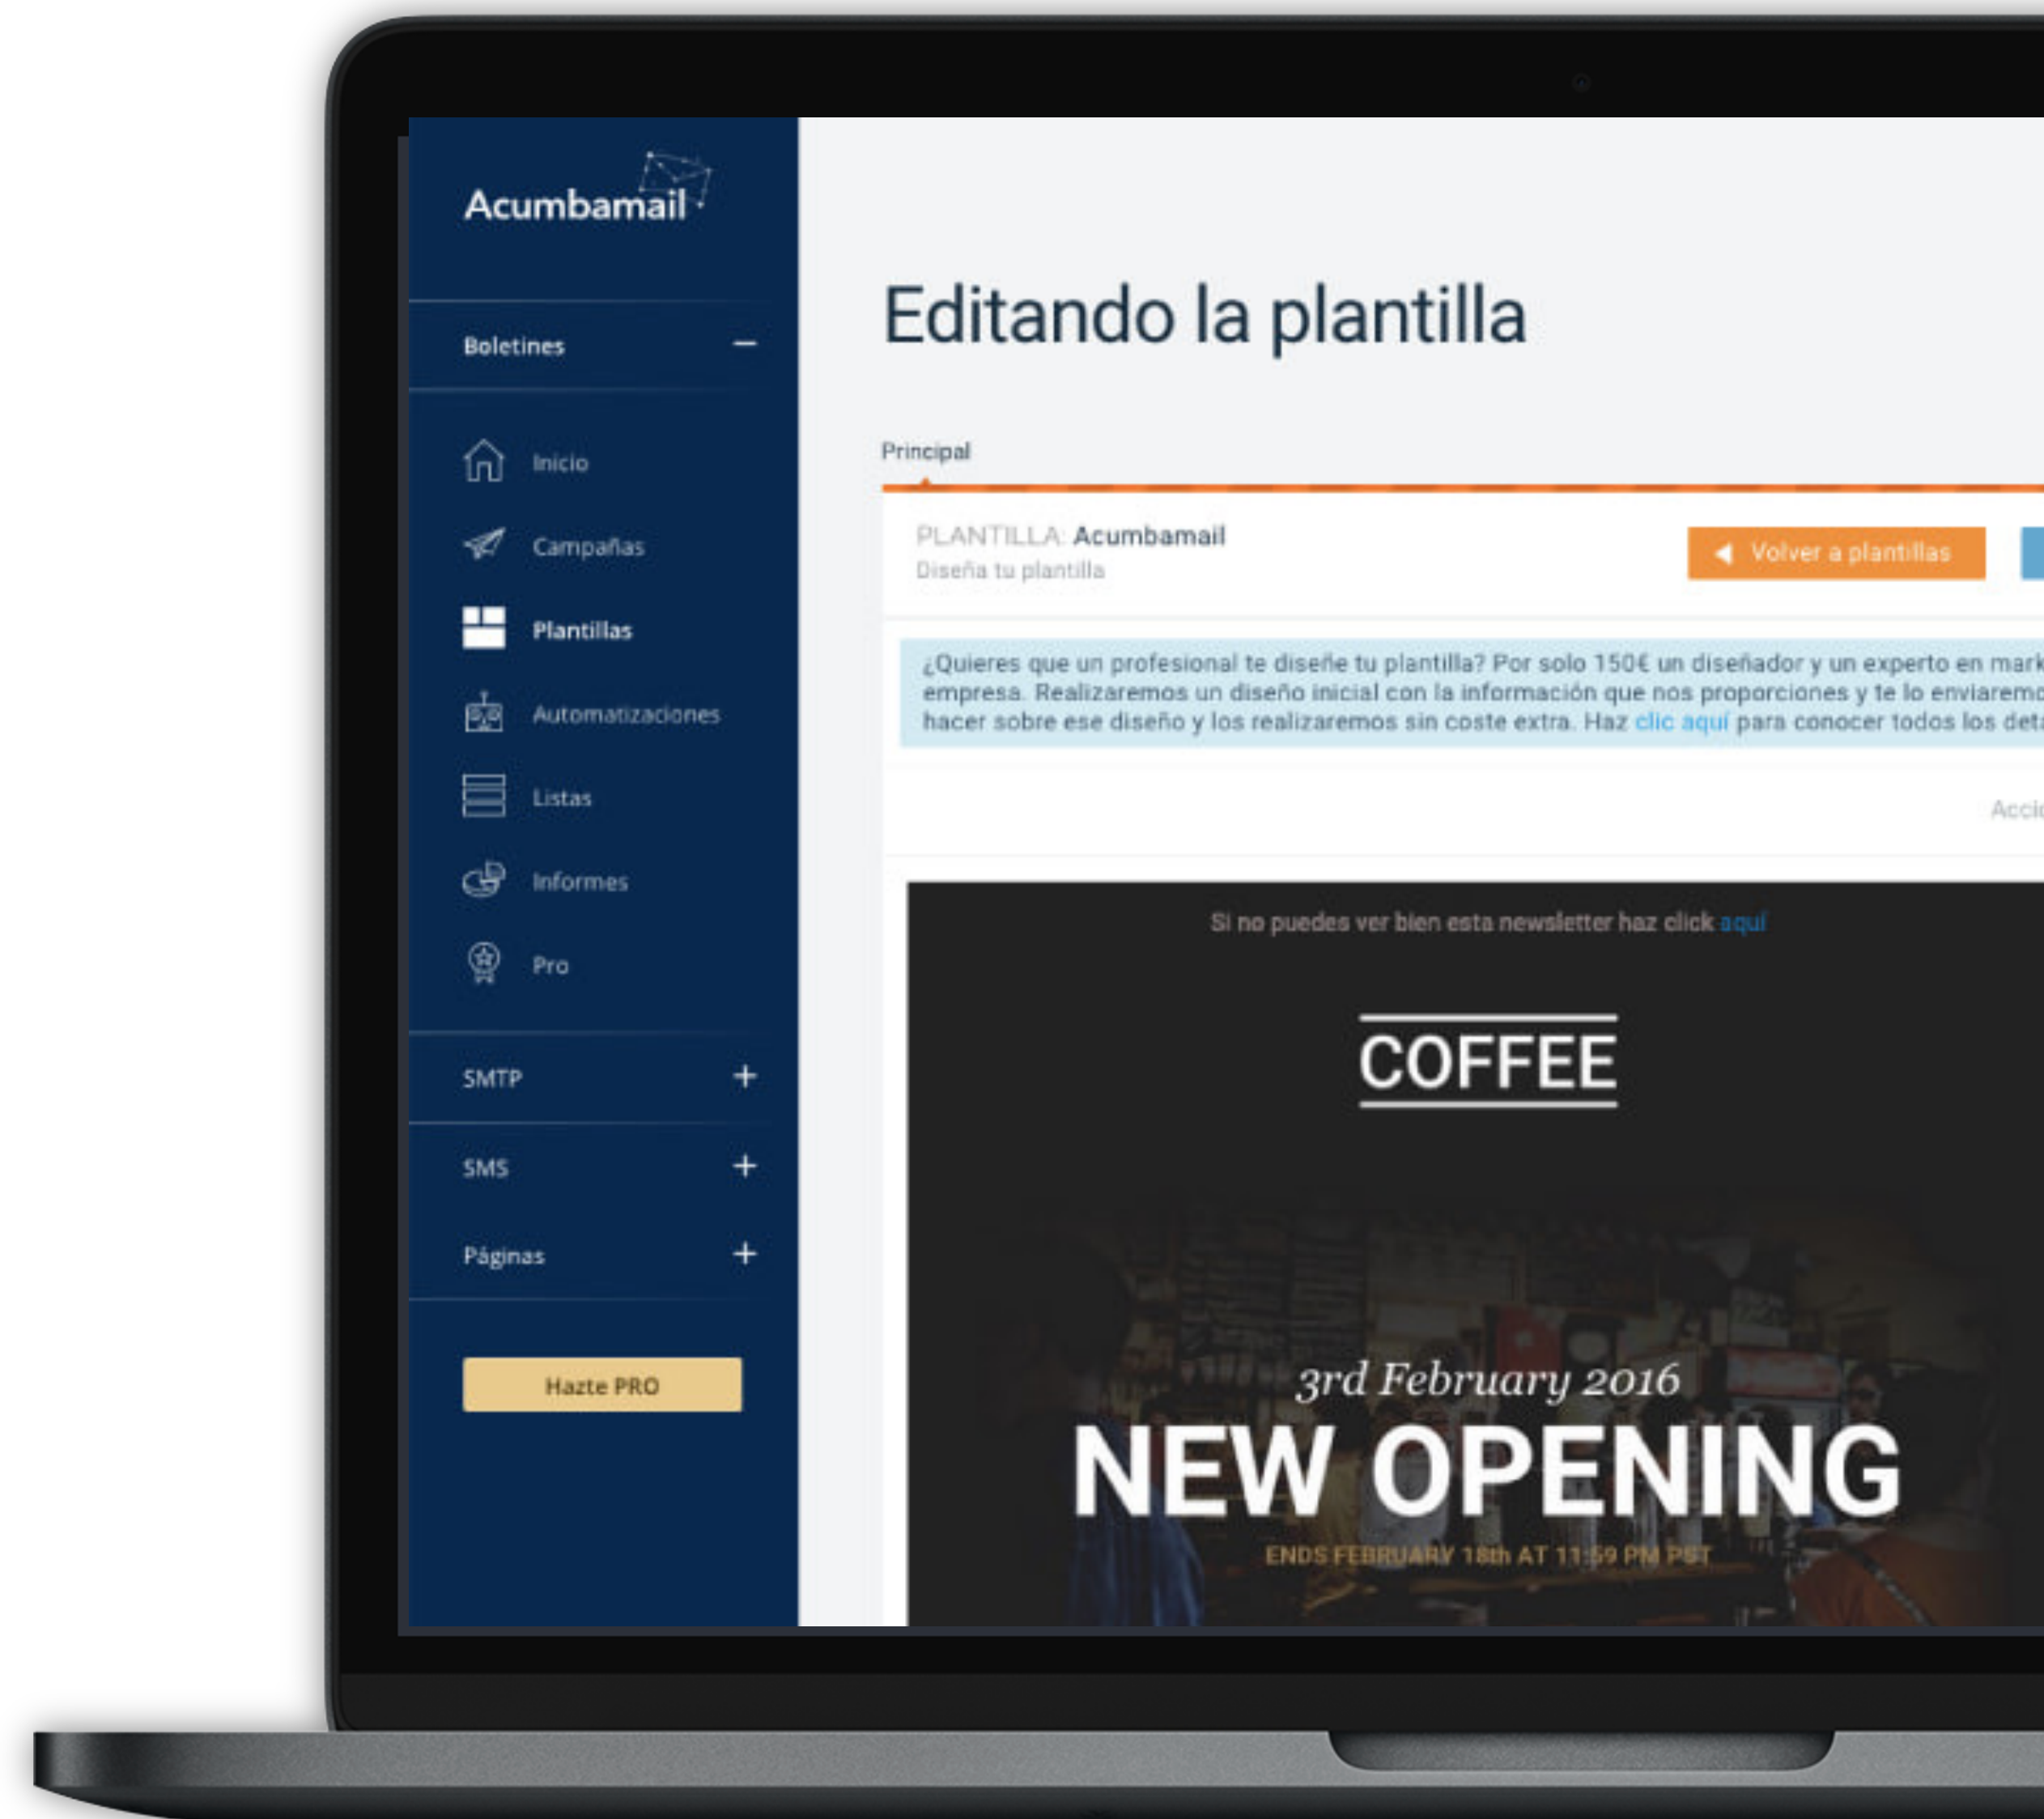 Acumbamail
Boletines
Inicio
Campañas
Plantillas
Automatizaciones
Listas
Informes
Pro
SMTP
SMS
Páginas
Hazte PRO
Editando la plantilla
Principal
PLANTILLA: Acumbamail
Diseña tu plantilla
Volver a plantillas
¿Quieres que un profesional te diseñe tu plantilla? Por solo 150€ un diseñador y un experto en mark
empresa. Realizaremos un diseño inicial con la información que nos proporciones y te lo enviaremo
hacer sobre ese diseño y los realizaremos sin coste extra. Haz clic aquí para conocer todos los deta
Accio
Si no puedes ver bien esta newsletter haz click aquí
COFFEE
3rd February 2016
NEW OPENING
ENDS FEBRUARY 18th AT 11:59 PM PST